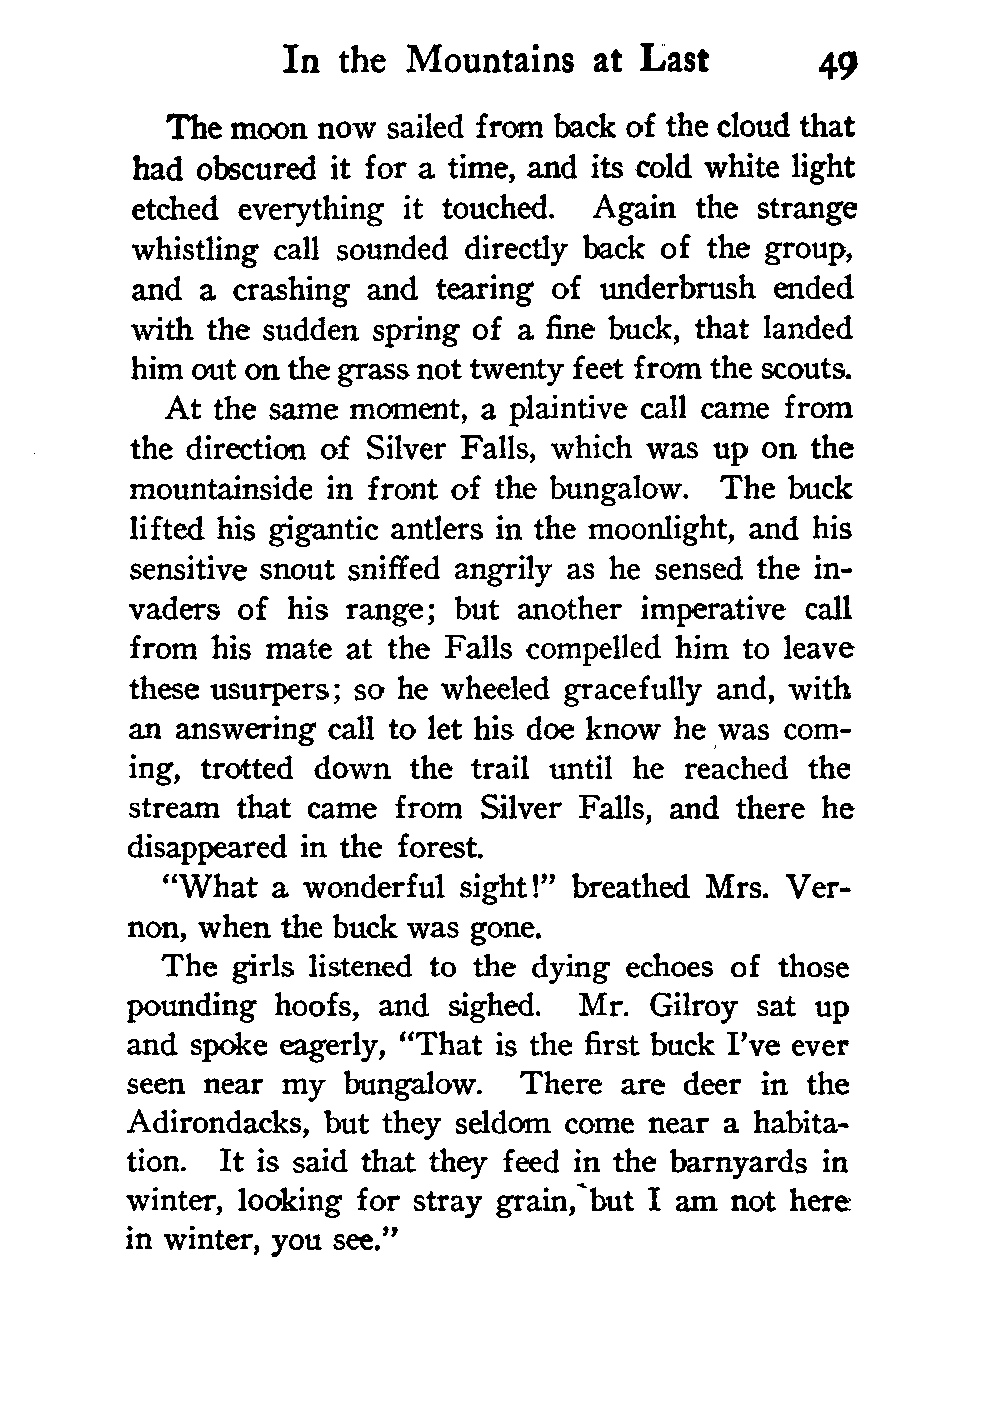 In the Mountains at Last 49
The moon now sailed from back of the cloud that
had obscured it for a time, and its cold white light
etched everything it touched. Again the strange
whistling call sounded directly back of the group,
and a crashing and tearing of underbrush ended
with the sudden spring of a fine buck, that landed
him out on the grass not twenty feet from the scouts.
At the same moment, a plaintive call came from
the direction of Silver Falls, which was up on the
mountainside in front of the bungalow. The buck
lifted his gigantic antlers in the moonlight, and his
sensitive snout sniffed angrily as he sensed the in-
vaders of his range; but another imperative call
from his mate at the Falls compelled him to leave
these usurpers; so he wheeled gracefully and, with
an answering call to let his doe know he was com-
ing, trotted down the trail until he reached the
stream that came from Silver Falls, and there he
disappeared in the forest.
“What a wonderful sight!” breathed Mrs. Ver-
non, when the buck was gone.
The girls listened to the dying echoes of those
pounding hoofs, and sighed. Mr. Gilroy sat up
and spoke eagerly, “That is the first buck I’ve ever
seen near my bungalow. There are deer in the
Adirondacks, but they seldom come near a habita-
tion. It is said that they feed in the barnyards in
winter, looking for stray grain, but I am not here
in winter, you see.”